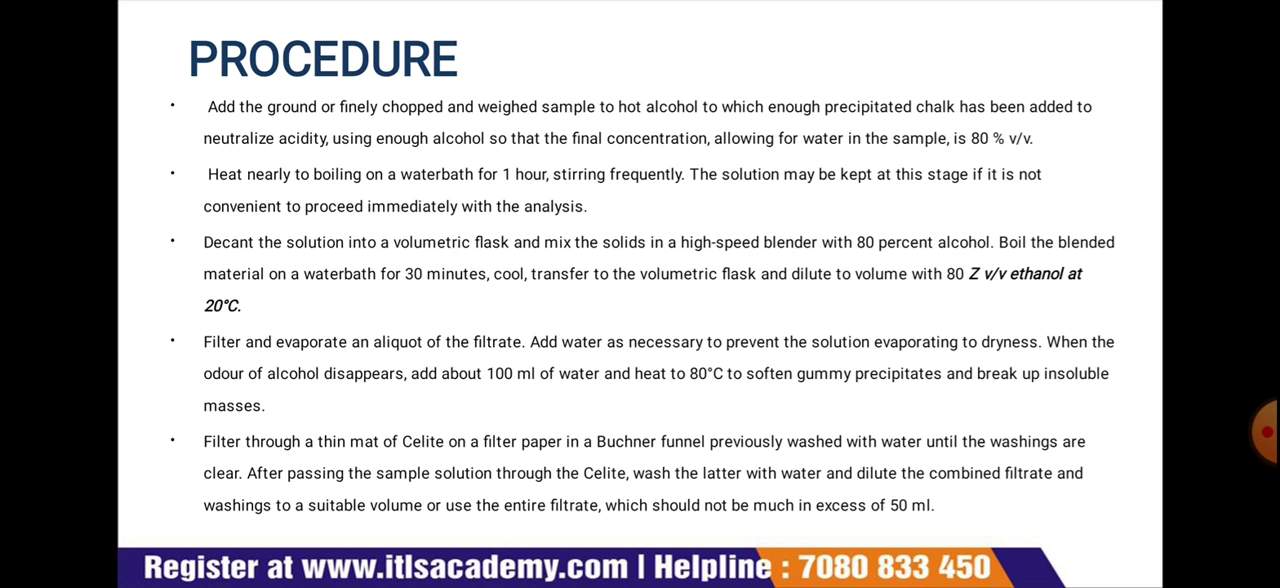 PROCEDURE
• Add the ground or finely chopped and weighed sample to hot alcohol to which enough precipitated chalk has been added to
neutralize acidity, using enough alcohol so that the final concentration, allowing for water in the sample, is 80 % v/v.
• Heat nearly to boiling on a waterbath for 1 hour, stirring frequently. The solution may be kept at this stage if it is not
convenient to proceed immediately with the analysis.
• Decant the solution into a volumetric flask and mix the solids in a high-speed blender with 80 percent alcohol. Boil the blended
material on a waterbath for 30 minutes, cool, transfer to the volumetric flask and dilute to volume with 80 Z v/v ethanol at
20°C.
• Filter and evaporate an aliquot of the filtrate. Add water as necessary to prevent the solution evaporating to dryness. When the
odour of alcohol disappears, add about 100 ml of water and heat to 80°C to soften gummy precipitates and break up insoluble
masses.
• Filter through a thin mat of Celite on a filter paper in a Buchner funnel previously washed with water until the washings are
clear. After passing the sample solution through the Celite, wash the latter with water and dilute the combined filtrate and
washings to a suitable volume or use the entire filtrate, which should not be much in excess of 50 ml.
Register at www.itlsacademy.com | Helpline : 7080 833 450